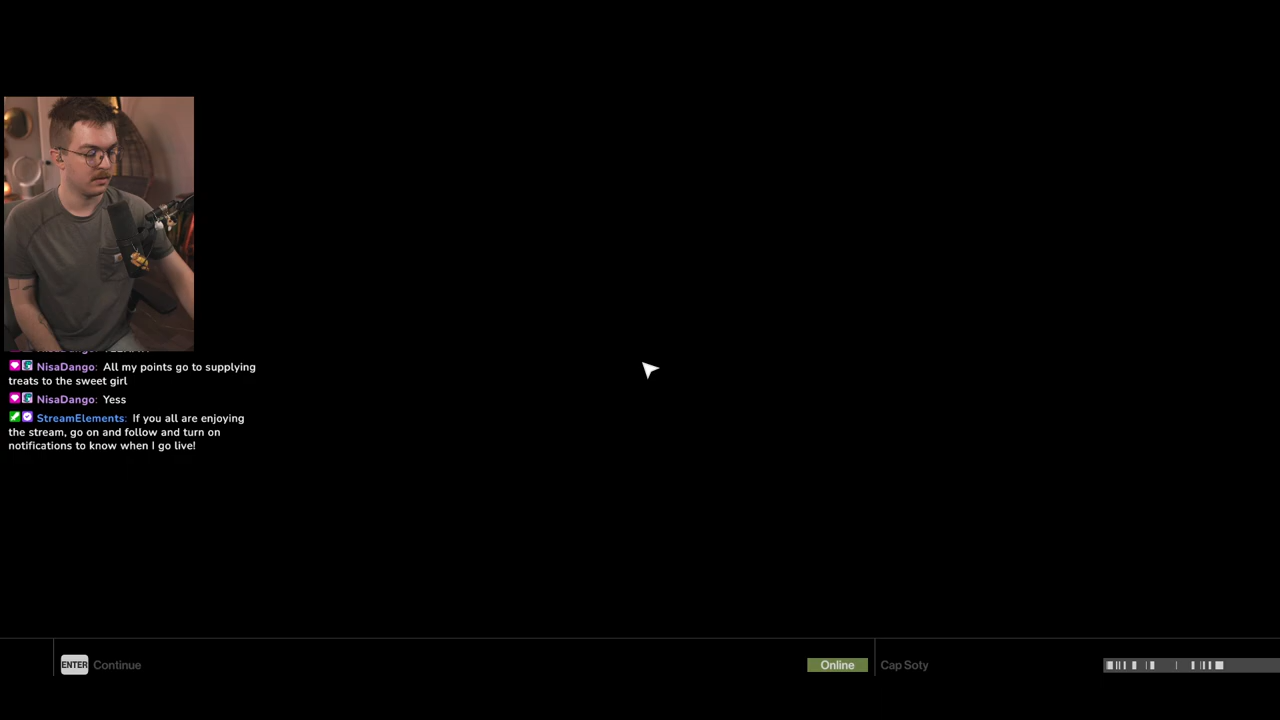 NisaDango: All my points go to supplying
treats to the sweet girl
NisaDango: Yess
StreamElements: If you all are enjoying
the stream, go on and follow and turn on
notifications to know when I go live!
ENTER Continue
Online
Cap Soty